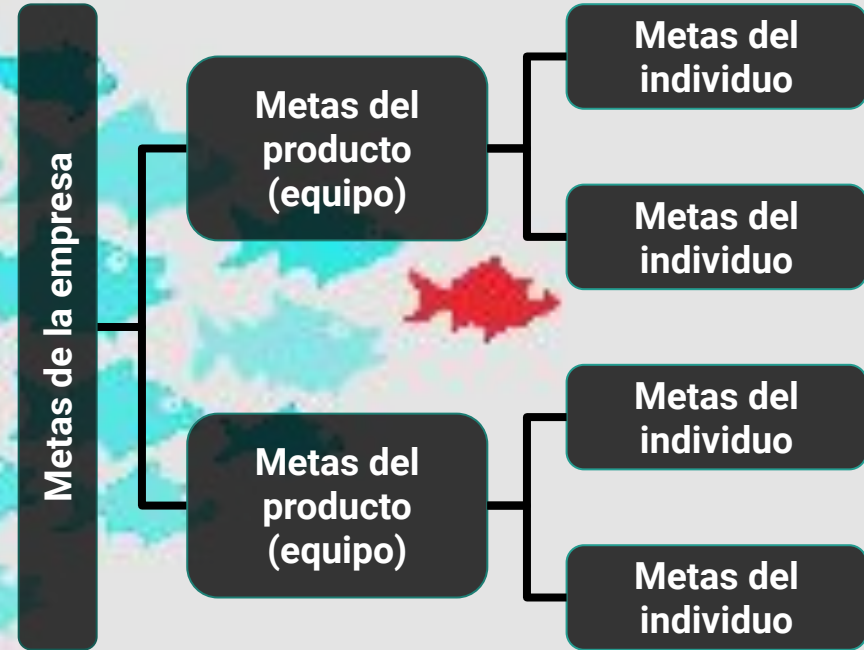 Metas de la empresa
Metas del
producto
(equipo)
Metas del
individuo
Metas del
individuo
Metas del
producto
(equipo)
Metas del
individuo
Metas del
individuo